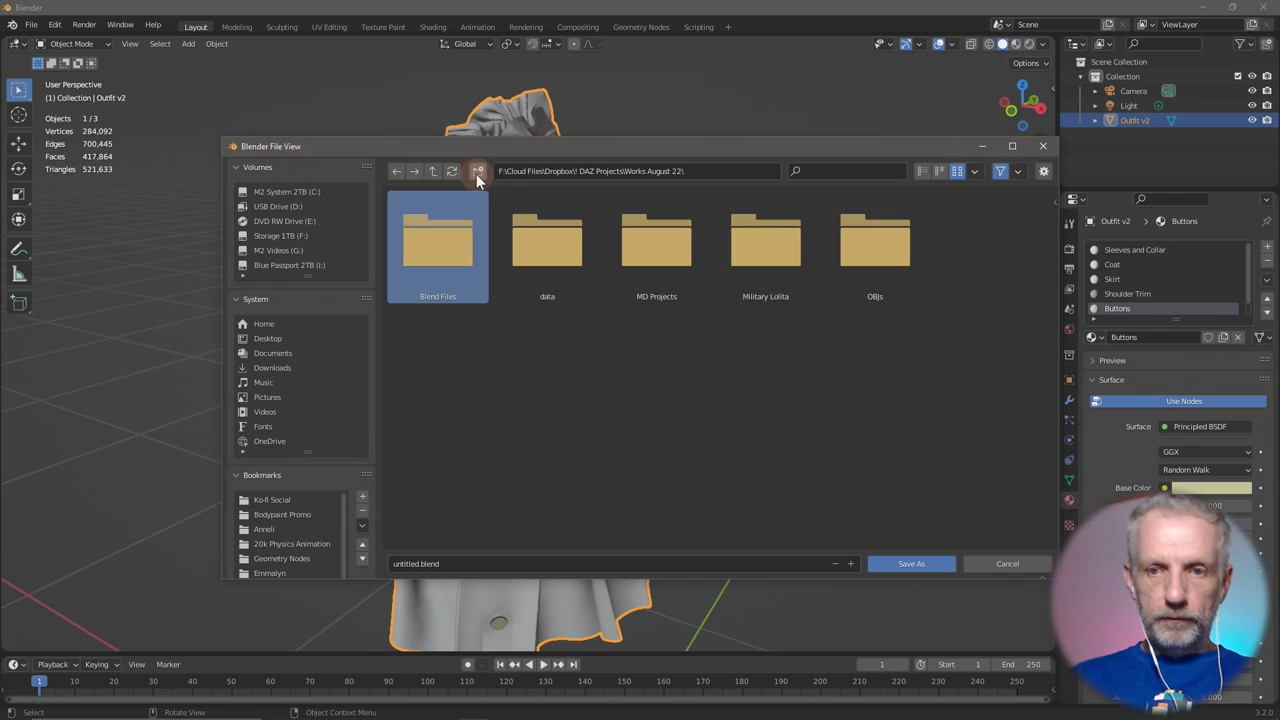 Blender
File Edit Render Window Help
Layout Modeling Sculpting UV Editing Texture Paint Shading Animation Rendering Compositing Geometry Nodes Scripting +
Scene
ViewLayer
Object Mode View Select Add Object
Global
Options
User Perspective
(1) Collection | Outfit v2
Objects 1 / 3
Vertices 284,092
Edges 700,445
Faces 417,864
Triangles 521,633
Scene Collection
Collection
Camera
Light
Outfit v2
Blender File View
Volumes
M2 System 2TB (C:)
USB Drive (D:)
DVD RW Drive (E:)
Storage 1TB (F:)
M2 Videos (G:)
Blue Passport 2TB (I:)
System
Home
Desktop
Documents
Downloads
Music
Pictures
Videos
Fonts
OneDrive
Bookmarks
Ko-fi Social
Bodypaint Promo
Anneli
20k Physics Animation
Geometry Nodes
Emmalyn
F:\Cloud Files\Dropbox\! DAZ Projects\Works August 22\
Blend Files
data
MD Projects
Military Lolita
OBJs
untitled.blend
Save As
Cancel
Outfit v2 Buttons
Sleeves and Collar
Coat
Skirt
Shoulder Trim
Buttons
Buttons
Preview
Surface
Use Nodes
Surface Principled BSDF
GGX
Random Walk
Base Color
Playback Keying View Marker
1 Start 1 End 250
1 10 20 30 40 50 60 70 80 90 100 110 120 130 140 150 160 170 180 190 200 210 220 230 240 250
Select Rotate View Object Context Menu
3.2.0